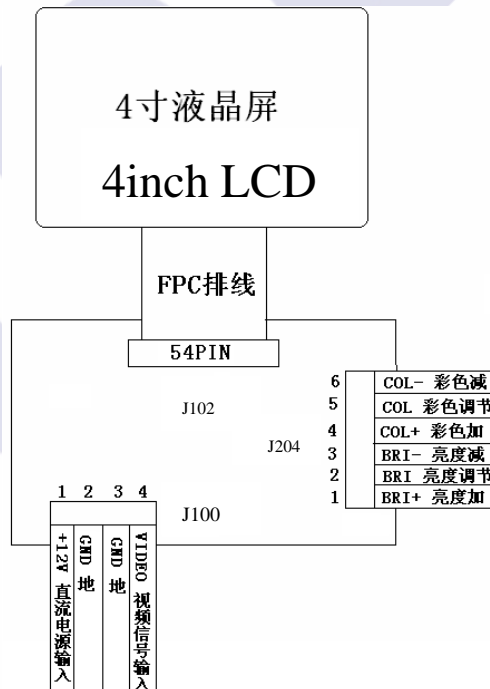 4寸液晶屏
4inch LCD
FPC排线
54PIN
J102
J204
6 COL- 彩色减
5 COL 彩色调节
4 COL+ 彩色加
3 BRI- 亮度减
2 BRI 亮度调节
1 BRI+ 亮度加
1 2 3 4
J100
+12V 直流电源输入
GND 地
GND 地
VIDEO 视频信号输入